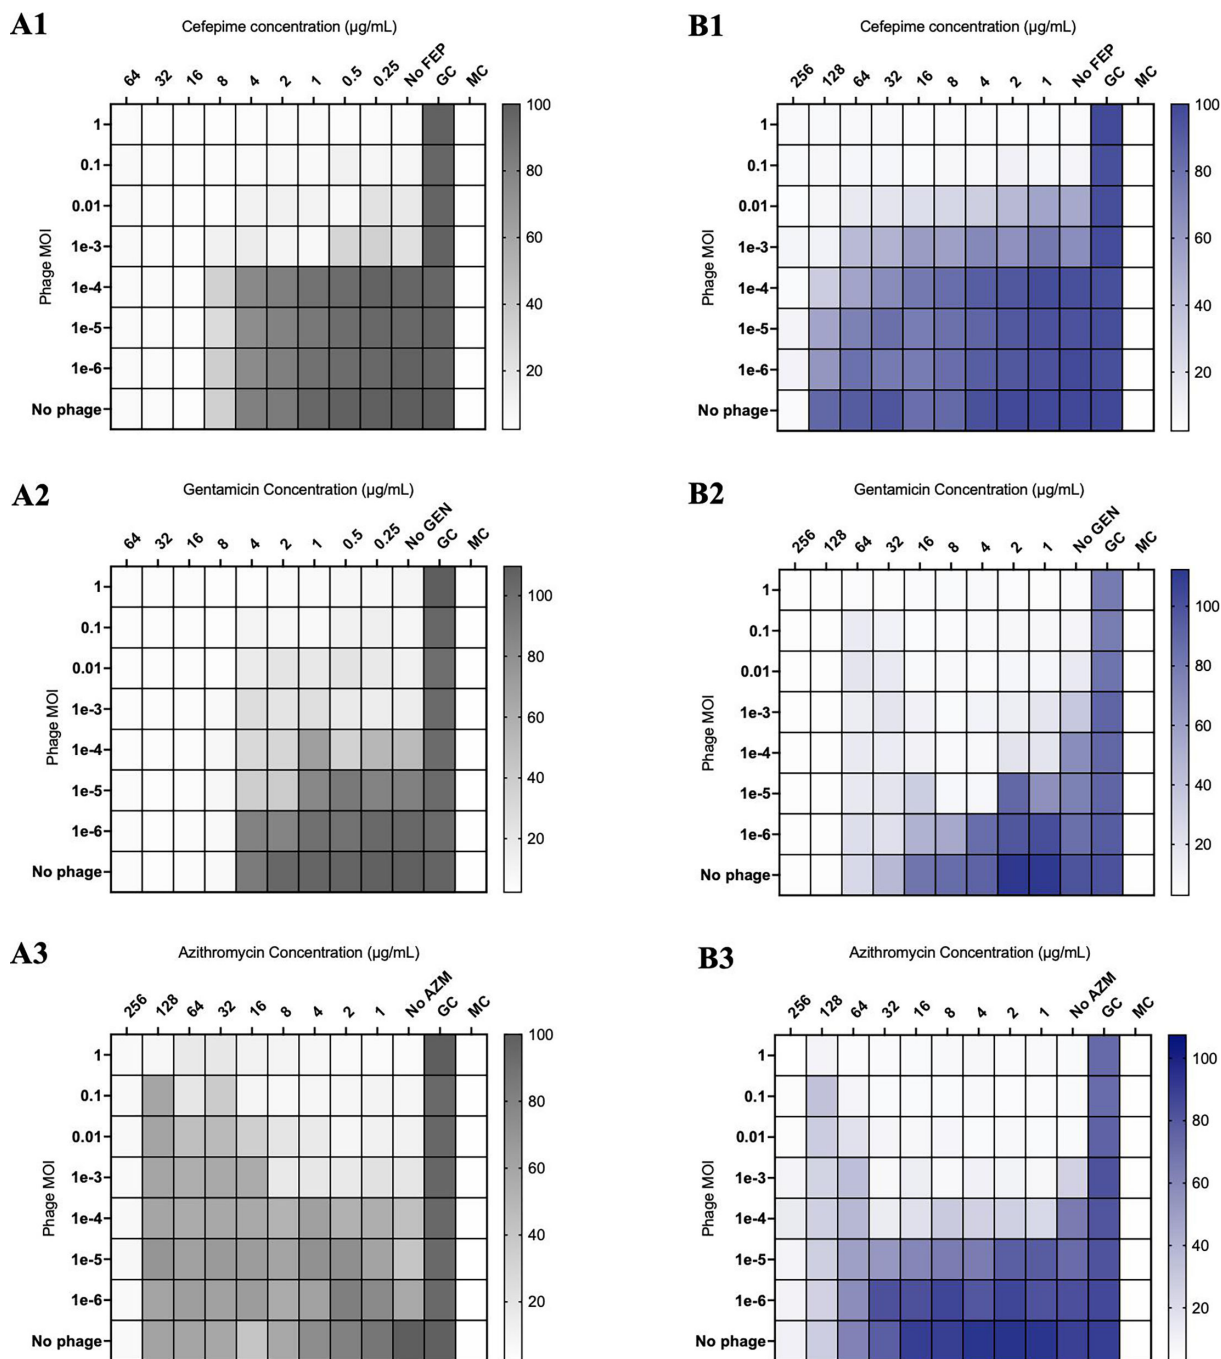 A1
Cefepime concentration (µg/mL)
64 32 16 8 4 2 1 0.5 0.25 No FEP GC MC
Phage MOI
1
0.1
0.01
1e-3
1e-4
1e-5
1e-6
No phage
100
80
60
40
20
B1
Cefepime concentration (µg/mL)
256 128 64 32 16 8 4 2 1 No FEP GC MC
Phage MOI
1
0.1
0.01
1e-3
1e-4
1e-5
1e-6
No phage
100
80
60
40
20
A2
Gentamicin Concentration (µg/mL)
64 32 16 8 4 2 1 0.5 0.25 No GEN GC MC
Phage MOI
1
0.1
0.01
1e-3
1e-4
1e-5
1e-6
No phage
100
80
60
40
20
B2
Gentamicin Concentration (µg/mL)
256 128 64 32 16 8 4 2 1 No GEN GC MC
Phage MOI
1
0.1
0.01
1e-3
1e-4
1e-5
1e-6
No phage
100
80
60
40
20
A3
Azithromycin Concentration (µg/mL)
256 128 64 32 16 8 4 2 1 No AZM GC MC
Phage MOI
1
0.1
0.01
1e-3
1e-4
1e-5
1e-6
No phage
100
80
60
40
20
B3
Azithromycin Concentration (µg/mL)
256 128 64 32 16 8 4 2 1 No AZM GC MC
Phage MOI
1
0.1
0.01
1e-3
1e-4
1e-5
1e-6
No phage
100
80
60
40
20